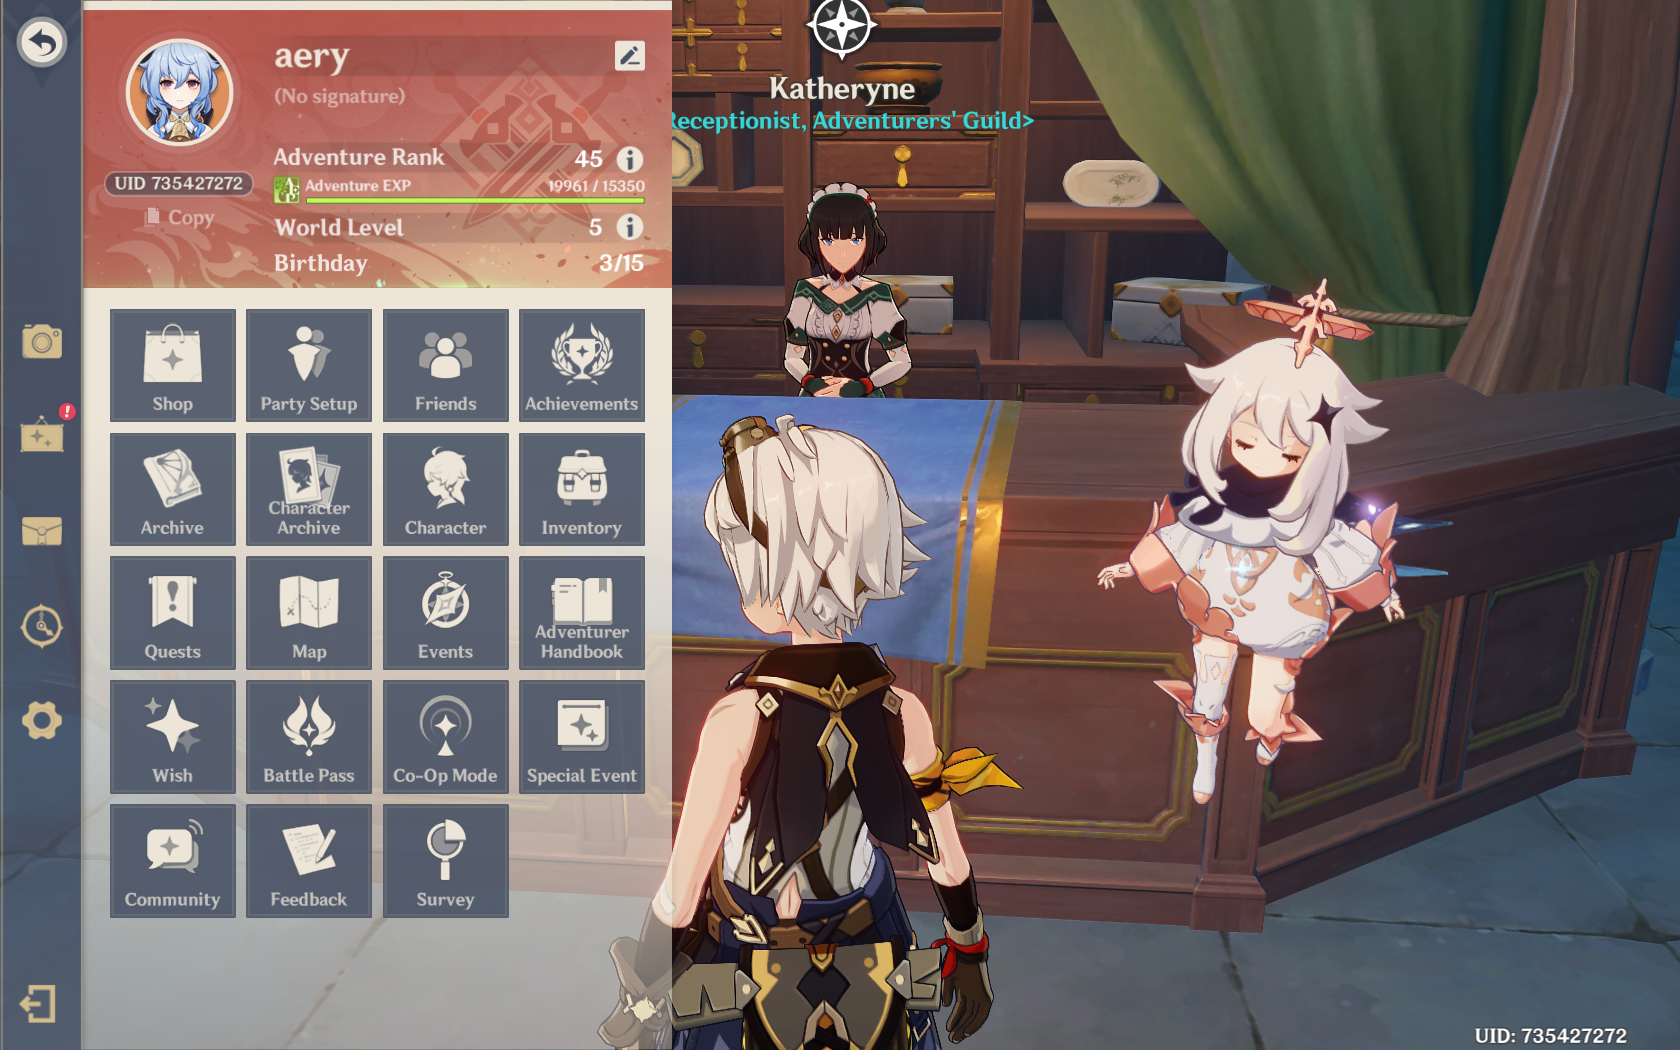 aery
(No signature)
UID 735427272
Copy
Adventure Rank 45
Adventure EXP 19961 / 15350
World Level 5
Birthday 3/15
Katheryne
Receptionist, Adventurers' Guild>
Shop
Party Setup
Friends
Achievements
Archive
Character
Archive
Character
Inventory
Quests
Map
Events
Adventurer
Handbook
Wish
Battle Pass
Co-Op Mode
Special Event
Community
Feedback
Survey
UID: 735427272